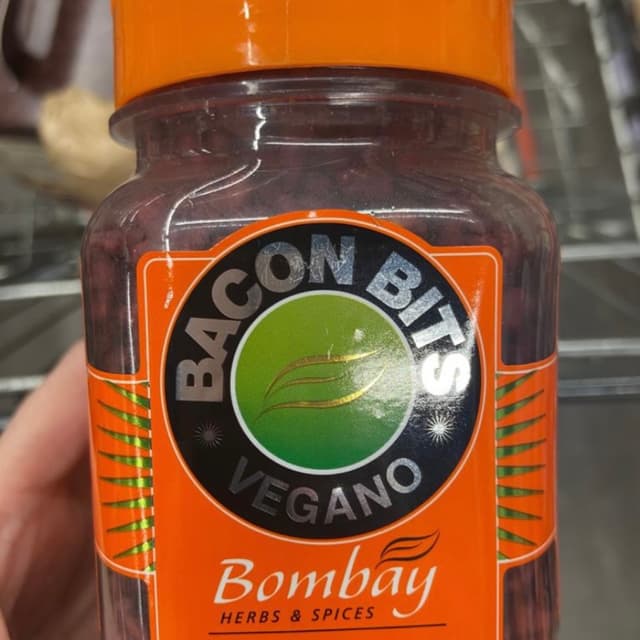 BACON BITS
VEGANO
Bombay
HERBS & SPICES